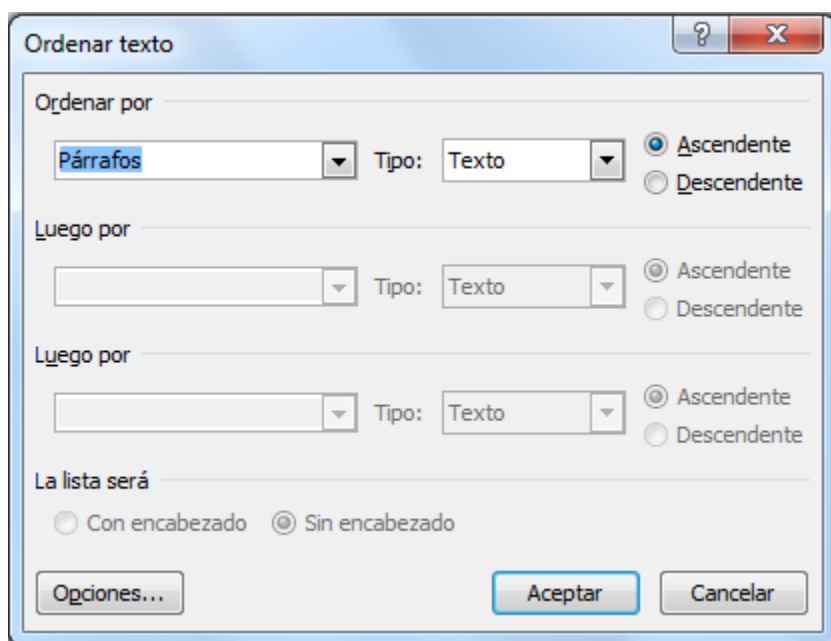 Ordenar texto
Ordenar por
Párrafos Tipo: Texto Ascendente
Descendente
Luego por
Tipo: Texto Ascendente
Descendente
Luego por
Tipo: Texto Ascendente
Descendente
La lista será
Con encabezado Sin encabezado
Opciones... Aceptar Cancelar